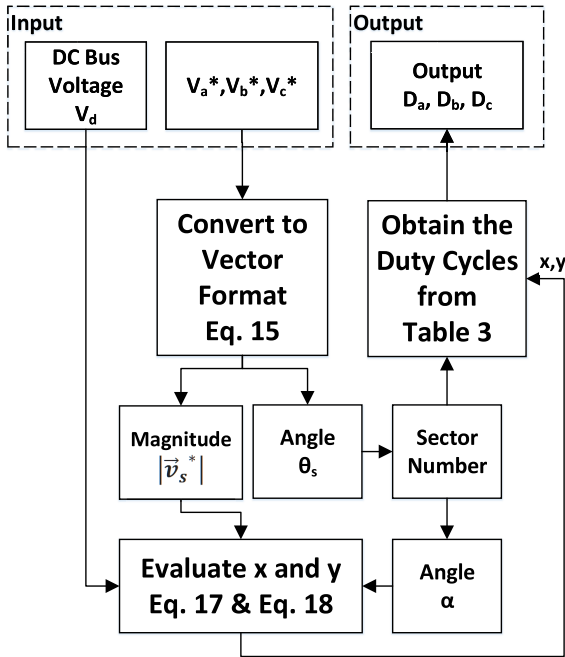 Input
DC Bus
Voltage
V_d
V_a*,V_b*,V_c*
Output
Output
D_a, D_b, D_c
Convert to
Vector
Format
Eq. 15
Obtain the
Duty Cycles
from
Table 3
x,y
Magnitude
|v⃗_s*|
Angle
θ_s
Sector
Number
Evaluate x and y
Eq. 17 & Eq. 18
Angle
α